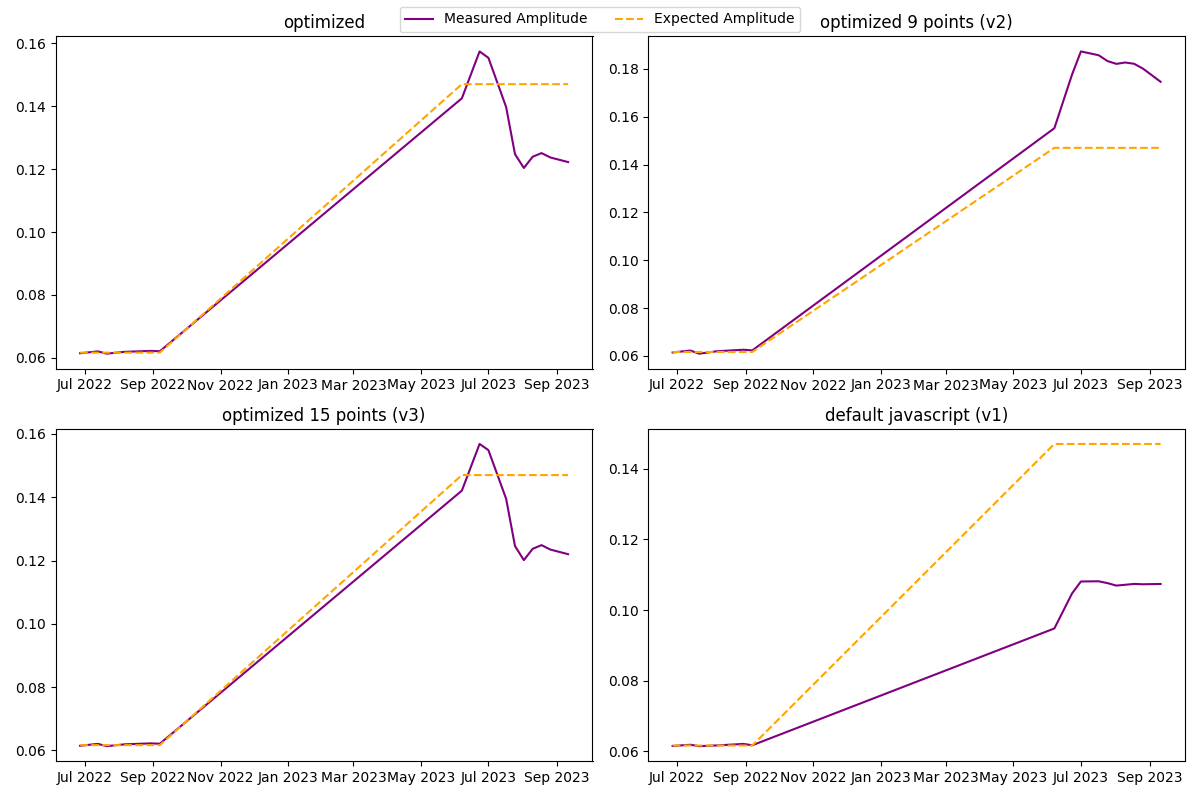 Measured Amplitude Expected Amplitude
optimized
0.16
0.14
0.12
0.10
0.08
0.06
Jul 2022 Sep 2022 Nov 2022 Jan 2023 Mar 2023 May 2023 Jul 2023 Sep 2023
optimized 9 points (v2)
0.18
0.16
0.14
0.12
0.10
0.08
0.06
Jul 2022 Sep 2022 Nov 2022 Jan 2023 Mar 2023 May 2023 Jul 2023 Sep 2023
optimized 15 points (v3)
0.16
0.14
0.12
0.10
0.08
0.06
Jul 2022 Sep 2022 Nov 2022 Jan 2023 Mar 2023 May 2023 Jul 2023 Sep 2023
default javascript (v1)
0.14
0.12
0.10
0.08
0.06
Jul 2022 Sep 2022 Nov 2022 Jan 2023 Mar 2023 May 2023 Jul 2023 Sep 2023